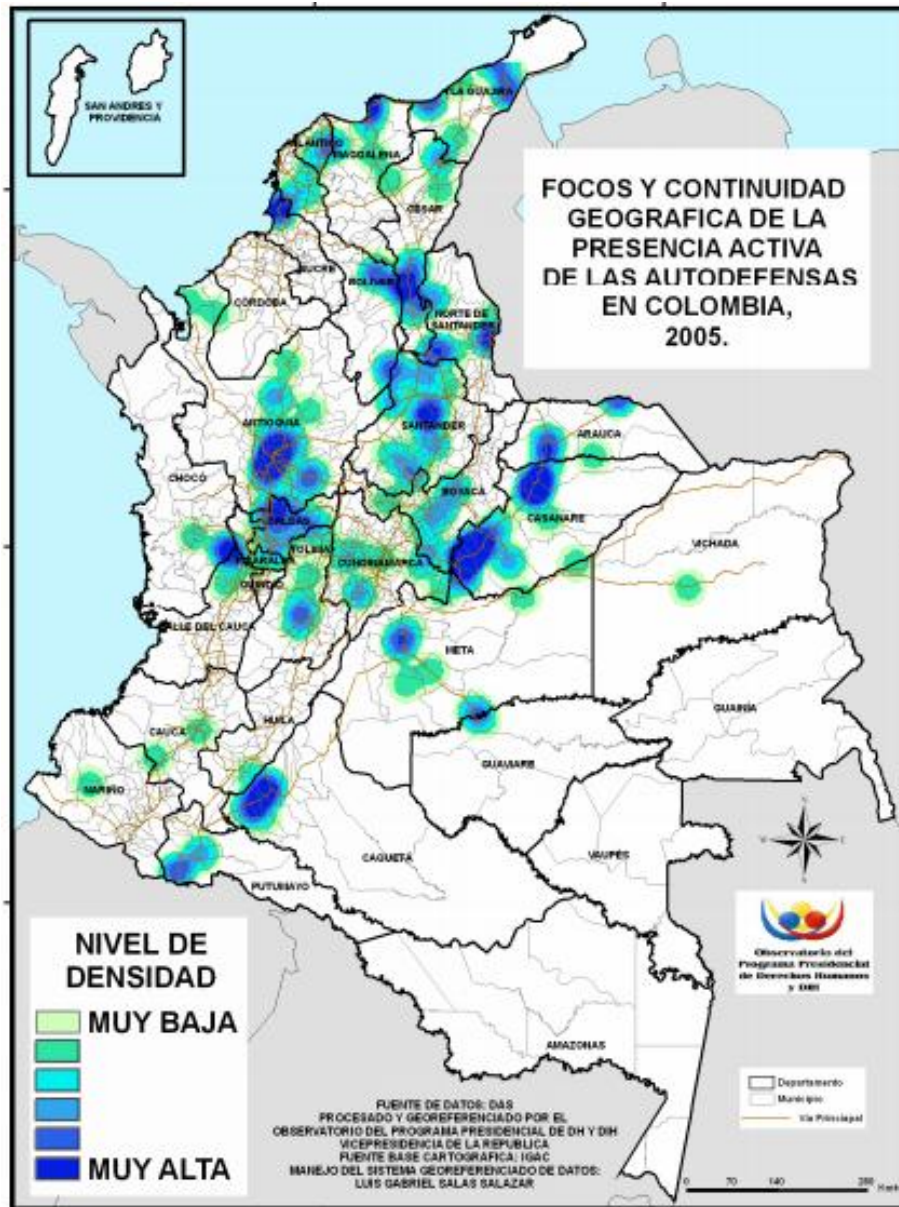 SAN ANDRES Y
PROVIDENCIA
FOCOS Y CONTINUIDAD
GEOGRAFICA DE LA
PRESENCIA ACTIVA
DE LAS AUTODEFENSAS
EN COLOMBIA,
2005.
LA GUAJIRA
ATLANTICO
MAGDALENA
CESAR
SUCRE
BOLIVAR
CORDOBA
NORTE DE
SANTANDER
ANTIOQUIA
SANTANDER
ARAUCA
CHOCO
BOYACA
CASANARE
VICHADA
CALDAS
RISARALDA
TOLIMA
CUNDINAMARCA
QUINDIO
VALLE DEL CAUCA
META
GUAINÍA
HUILA
CAUCA
GUAVIARE
NARIÑO
CAQUETA
VAUPÉS
PUTUMAYO
AMAZONAS
N
W
E
S
Observatorio del
Programa Presidencial
de Derechos Humanos
y DIH
NIVEL DE
DENSIDAD
MUY BAJA
MUY ALTA
Departamento
Municipio
Via Principal
FUENTE DE DATOS: DAS
PROCESADO Y GEOREFERENCIADO POR EL
OBSERVATORIO DEL PROGRAMA PRESIDENCIAL DE DH Y DIH
VICEPRESIDENCIA DE LA REPUBLICA
FUENTE BASE CARTOGRAFICA: IGAC
MANEJO DEL SISTEMA GEOREFERENCIADO DE DATOS:
LUIS GABRIEL SALAS SALAZAR
0 70 140 280